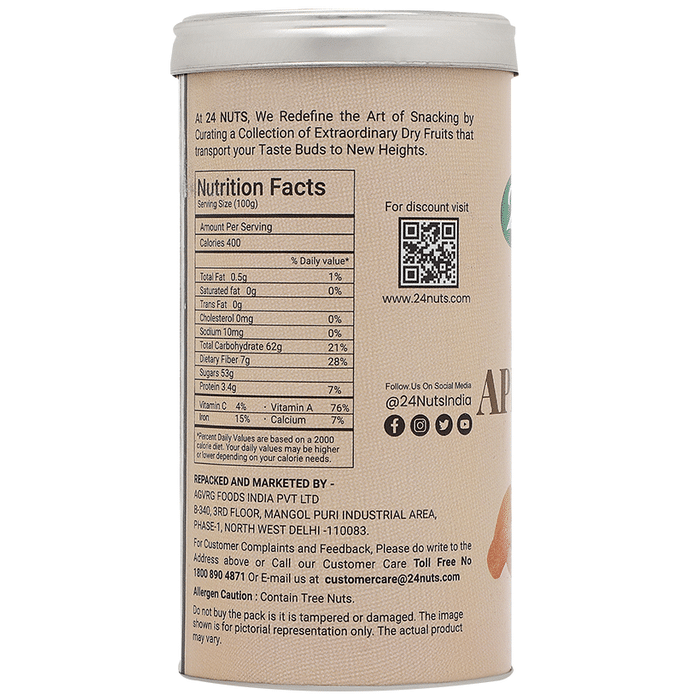 At 24 NUTS, We Redefine the Art of Snacking by
Curating a Collection of Extraordinary Dry Fruits that
transport your Taste Buds to New Heights.
Nutrition Facts
Serving Size (100g)
Amount Per Serving
Calories 400
% Daily value*
Total Fat 0.5g 1%
Saturated fat 0g 0%
Trans Fat 0g
Cholesterol 0mg 0%
Sodium 10mg 0%
Total Carbohydrate 62g 21%
Dietary Fiber 7g 28%
Sugars 53g
Protein 3.4g 7%
Vitamin C 4% · Vitamin A 76%
Iron 15% · Calcium 7%
*Percent Daily Values are based on a 2000
calorie diet. Your daily values may be higher
or lower depending on your calorie needs.
For discount visit
www.24nuts.com
Follow Us On Social Media
@24NutsIndia
AP
REPACKED AND MARKETED BY -
AGVRG FOODS INDIA PVT LTD
B-340, 3RD FLOOR, MANGOL PURI INDUSTRIAL AREA,
PHASE-1, NORTH WEST DELHI -110083.
For Customer Complaints and Feedback, Please do write to the
Address above or Call our Customer Care Toll Free No
1800 890 4871 Or E-mail us at customercare@24nuts.com
Allergen Caution : Contain Tree Nuts.
Do not buy the pack is it is tampered or damaged. The image
shown is for pictorial representation only. The actual product
may vary.